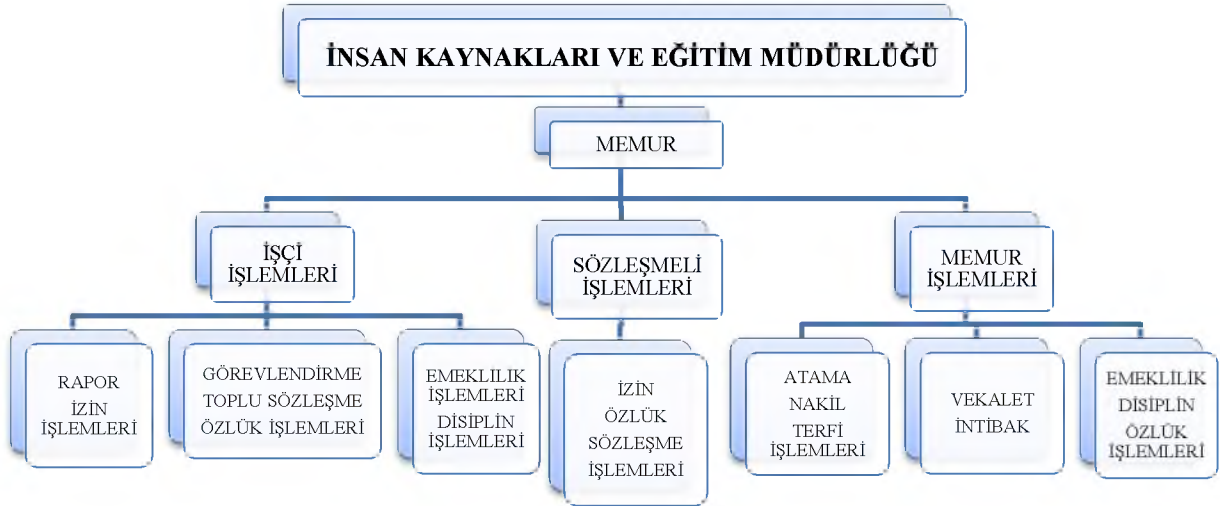 İNSAN KAYNAKLARI VE EĞİTİM MÜDÜRLÜĞÜ
MEMUR
İŞÇİ
İŞLEMLERİ
SÖZLEŞMELİ
İŞLEMLERİ
MEMUR
İŞLEMLERİ
RAPOR
İZİN
İŞLEMLERİ
GÖREVLENDİRME
TOPLU SÖZLEŞME
ÖZLÜK İŞLEMLERİ
EMEKLILIK
İŞLEMLERİ
DİSİPLİN
İŞLEMLERİ
İZİN
ÖZLÜK
SÖZLEŞME
İŞLEMLERİ
ATAMA
NAKİL
TERFİ
İŞLEMLERİ
VEKALET
İNTİBAK
EMEKLİLİK
DİSİPLİN
ÖZLÜK
İŞLEMLERİ